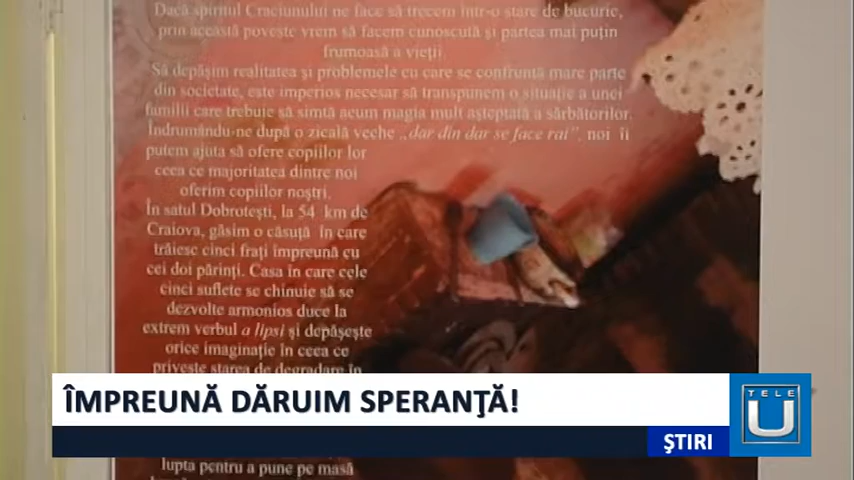 Dacă spiritul Craciunului ne face să trecem într-o stare de bucurie,
prin această poveste vrem să facem cunoscută și partea mai puțin
frumoasă a vieții.
Să depășim realitatea și problemele cu care se confruntă mare parte
din societate, este imperios necesar să transpunem o situație a unei
familii care trebuie să simtă acum magia mult așteptată a sărbătorilor.
Îndrumându-ne după o zicală veche „dar din dar se face rai”, noi îi
putem ajuta să ofere copiilor lor
ceea ce majoritatea dintre noi
oferim copiilor noștri.
În satul Dobrotești, la 54 km de
Craiova, găsim o căsuță în care
trăiesc cinci frați împreună cu
cei doi părinți. Casa în care cele
cinci suflete se chinuie să se
dezvolte armonios duce la
extrem verbul a lipsi și depășește
orice imaginație în ceea ce
privește starea de degradare în
ÎMPREUNĂ DĂRUIM SPERANŢĂ!
TELE
U
ŞTIRI
lupta pentru a pune pe masă